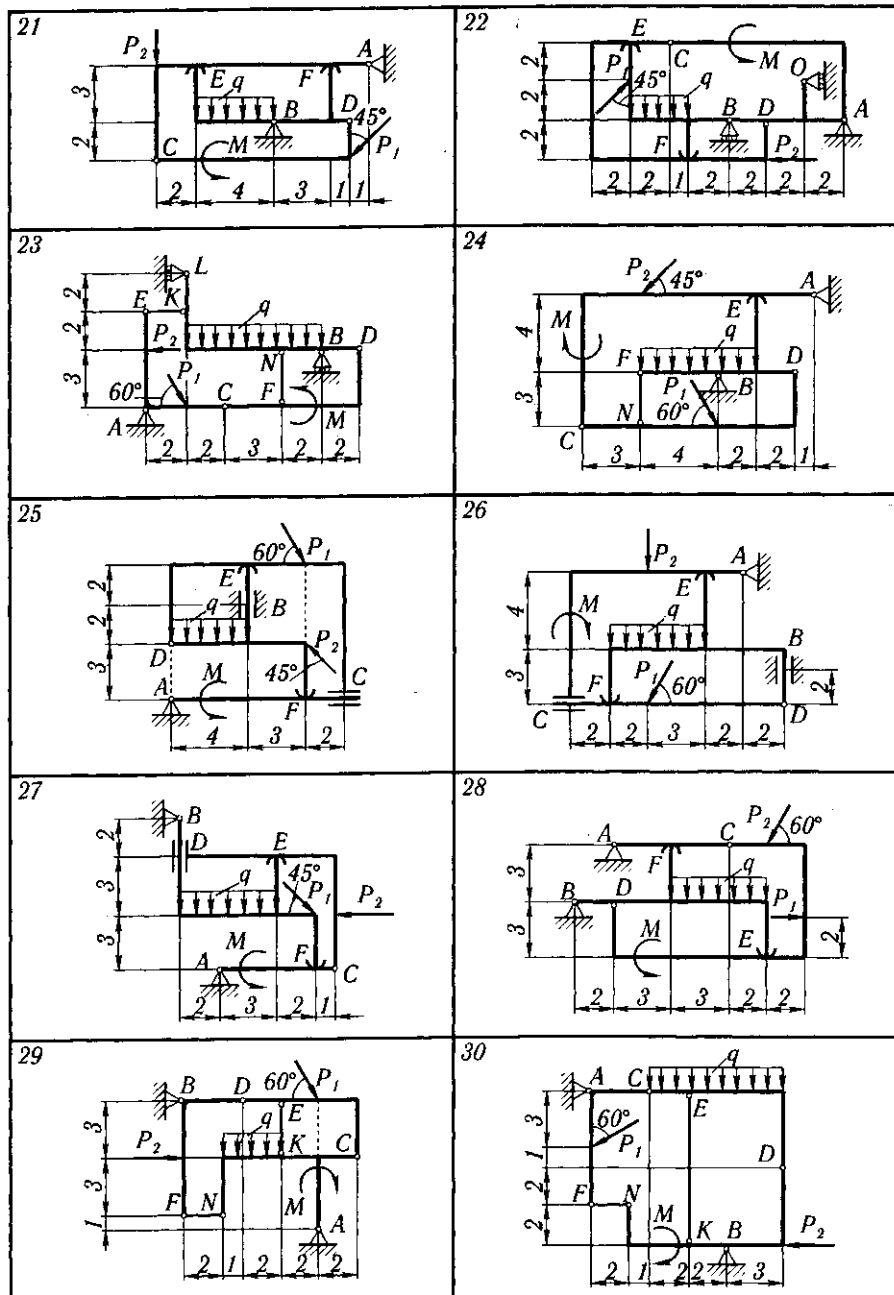 21
P₂
A
E
q
F
3
B
D
45°
2
C
M
P₁
2 4 3 1 1
22
E
C
M
2
P₁
O
2
45°
q
B
D
A
2
F
P₂
2 2 1 2 2 2 2
23
L
2
E
K
q
2
P₂
N
B
D
3
60°
P₁
C
F
M
A
2 2 3 2 2
24
P₂
45°
A
E
4
M
q
F
D
P₁
B
3
N
60°
C
3 4 2 2 1
25
60°
P₁
2
E
2
q
B
P₂
D
3
M
45°
C
A
F
4 3 2
26
P₂
A
E
4
M
q
B
3
F
P₁
60°
2
C
D
2 2 3 2 2
27
B
2
D
E
3
q
45°
P₁
P₂
3
M
A
F
C
2 3 2 1
28
P₂
A
C
60°
3
F
q
B
D
P₁
3
M
E
2
2 3 3 2 2
29
60°
P₁
B
D
E
3
q
P₂
K
C
3
F
N
M
1
A
2 1 2 2 2
30
q
A
C
E
3
60°
1
P₁
D
2
F
N
2
M
K
B
P₂
2 1 2 2 3